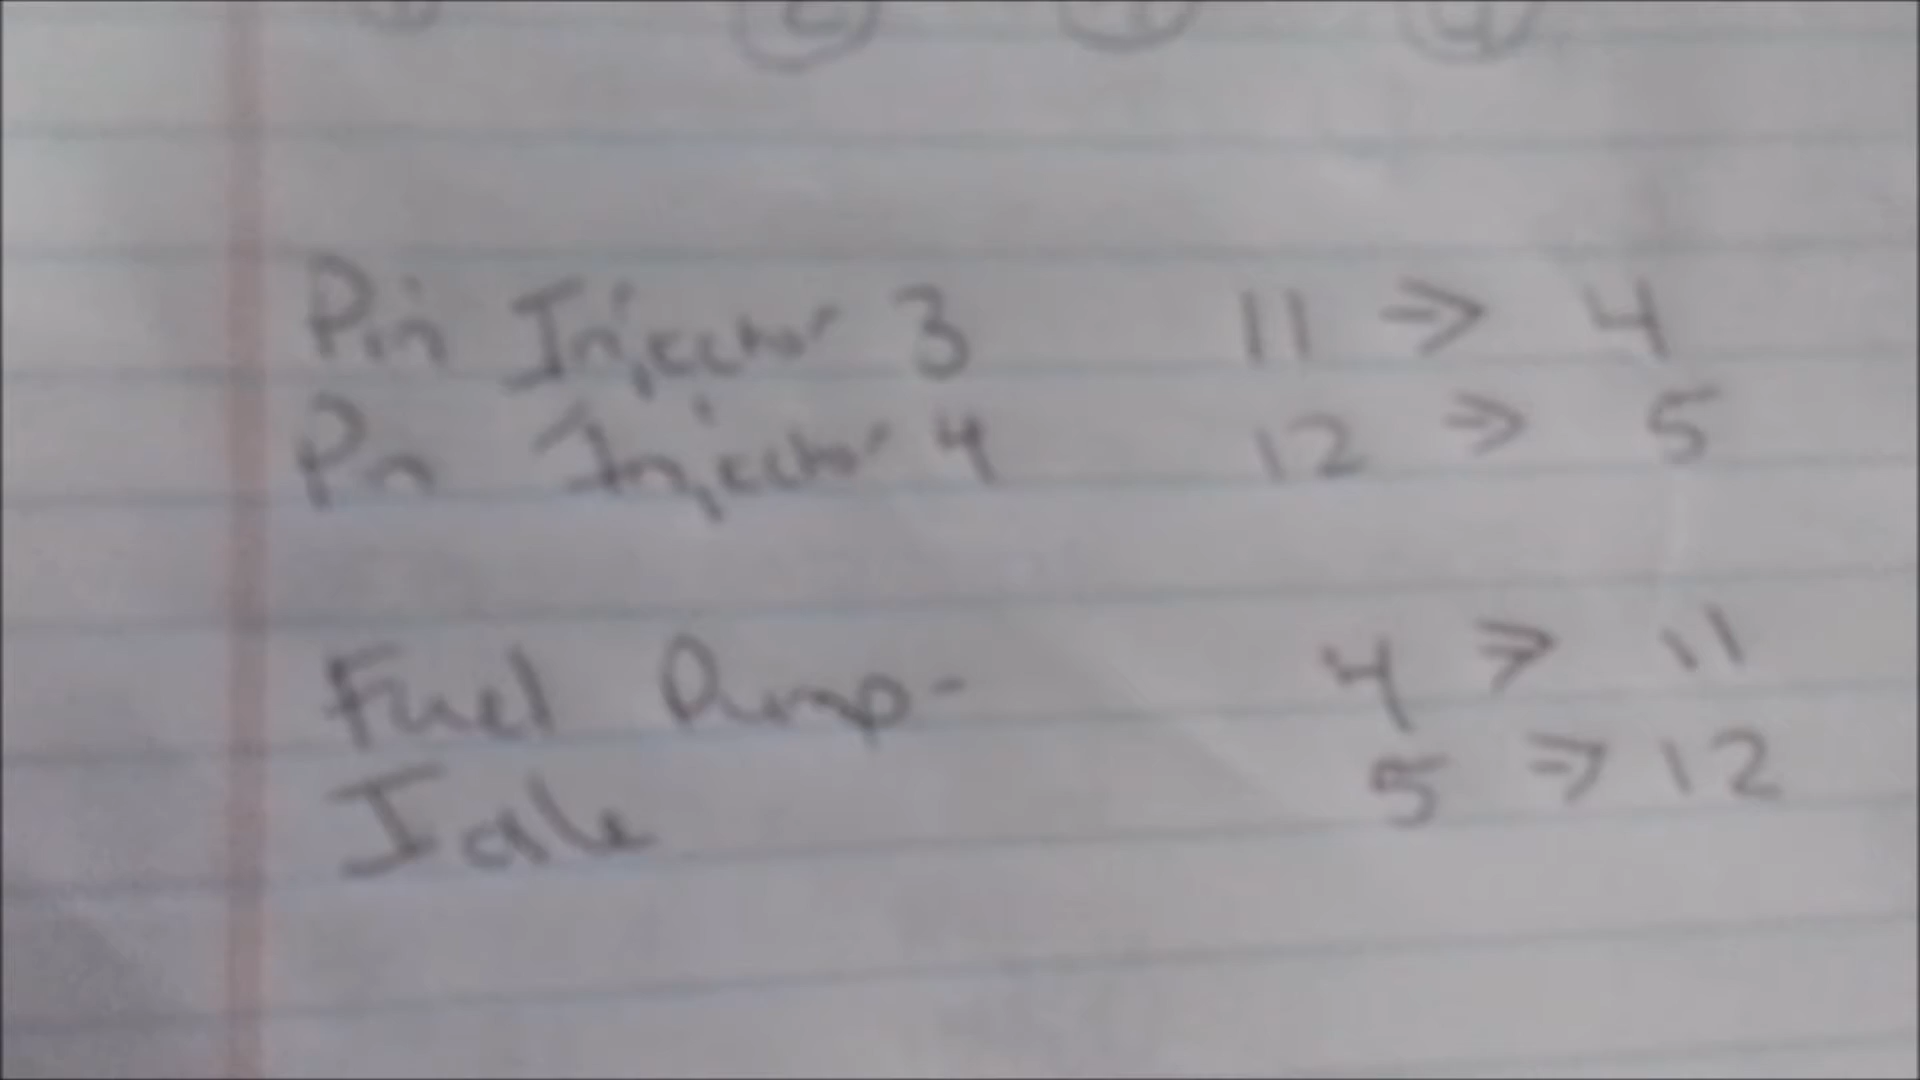 Pin Injector 3 11 → 4
Pin Injector 4 12 → 5
Fuel Pump - 4 → 11
Idle 5 → 12